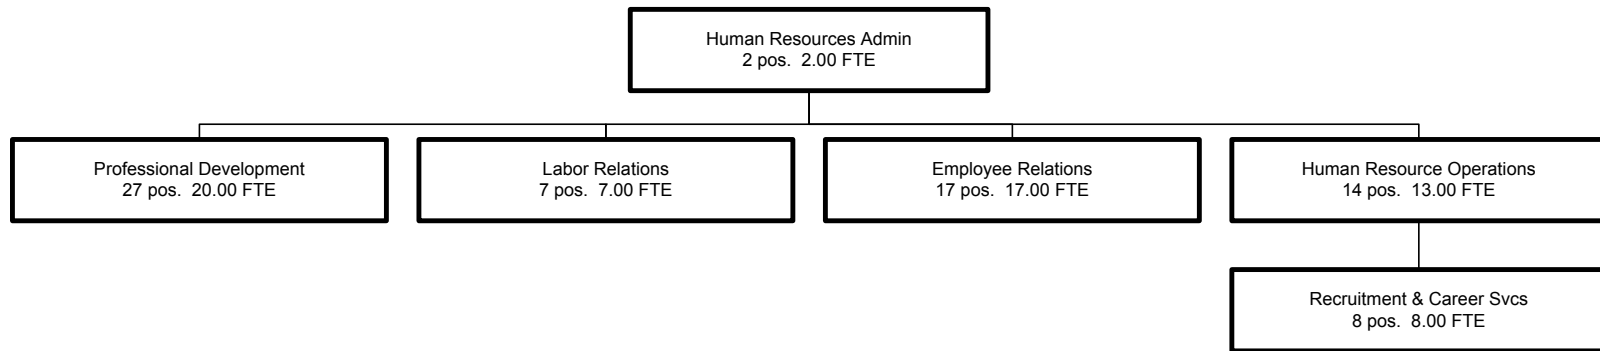 Human Resources Admin
2 pos.  2.00 FTE
Professional Development
27 pos.  20.00 FTE
Labor Relations
7 pos.  7.00 FTE
Employee Relations
17 pos.  17.00 FTE
Human Resource Operations
14 pos.  13.00 FTE
Recruitment & Career Svcs
8 pos.  8.00 FTE